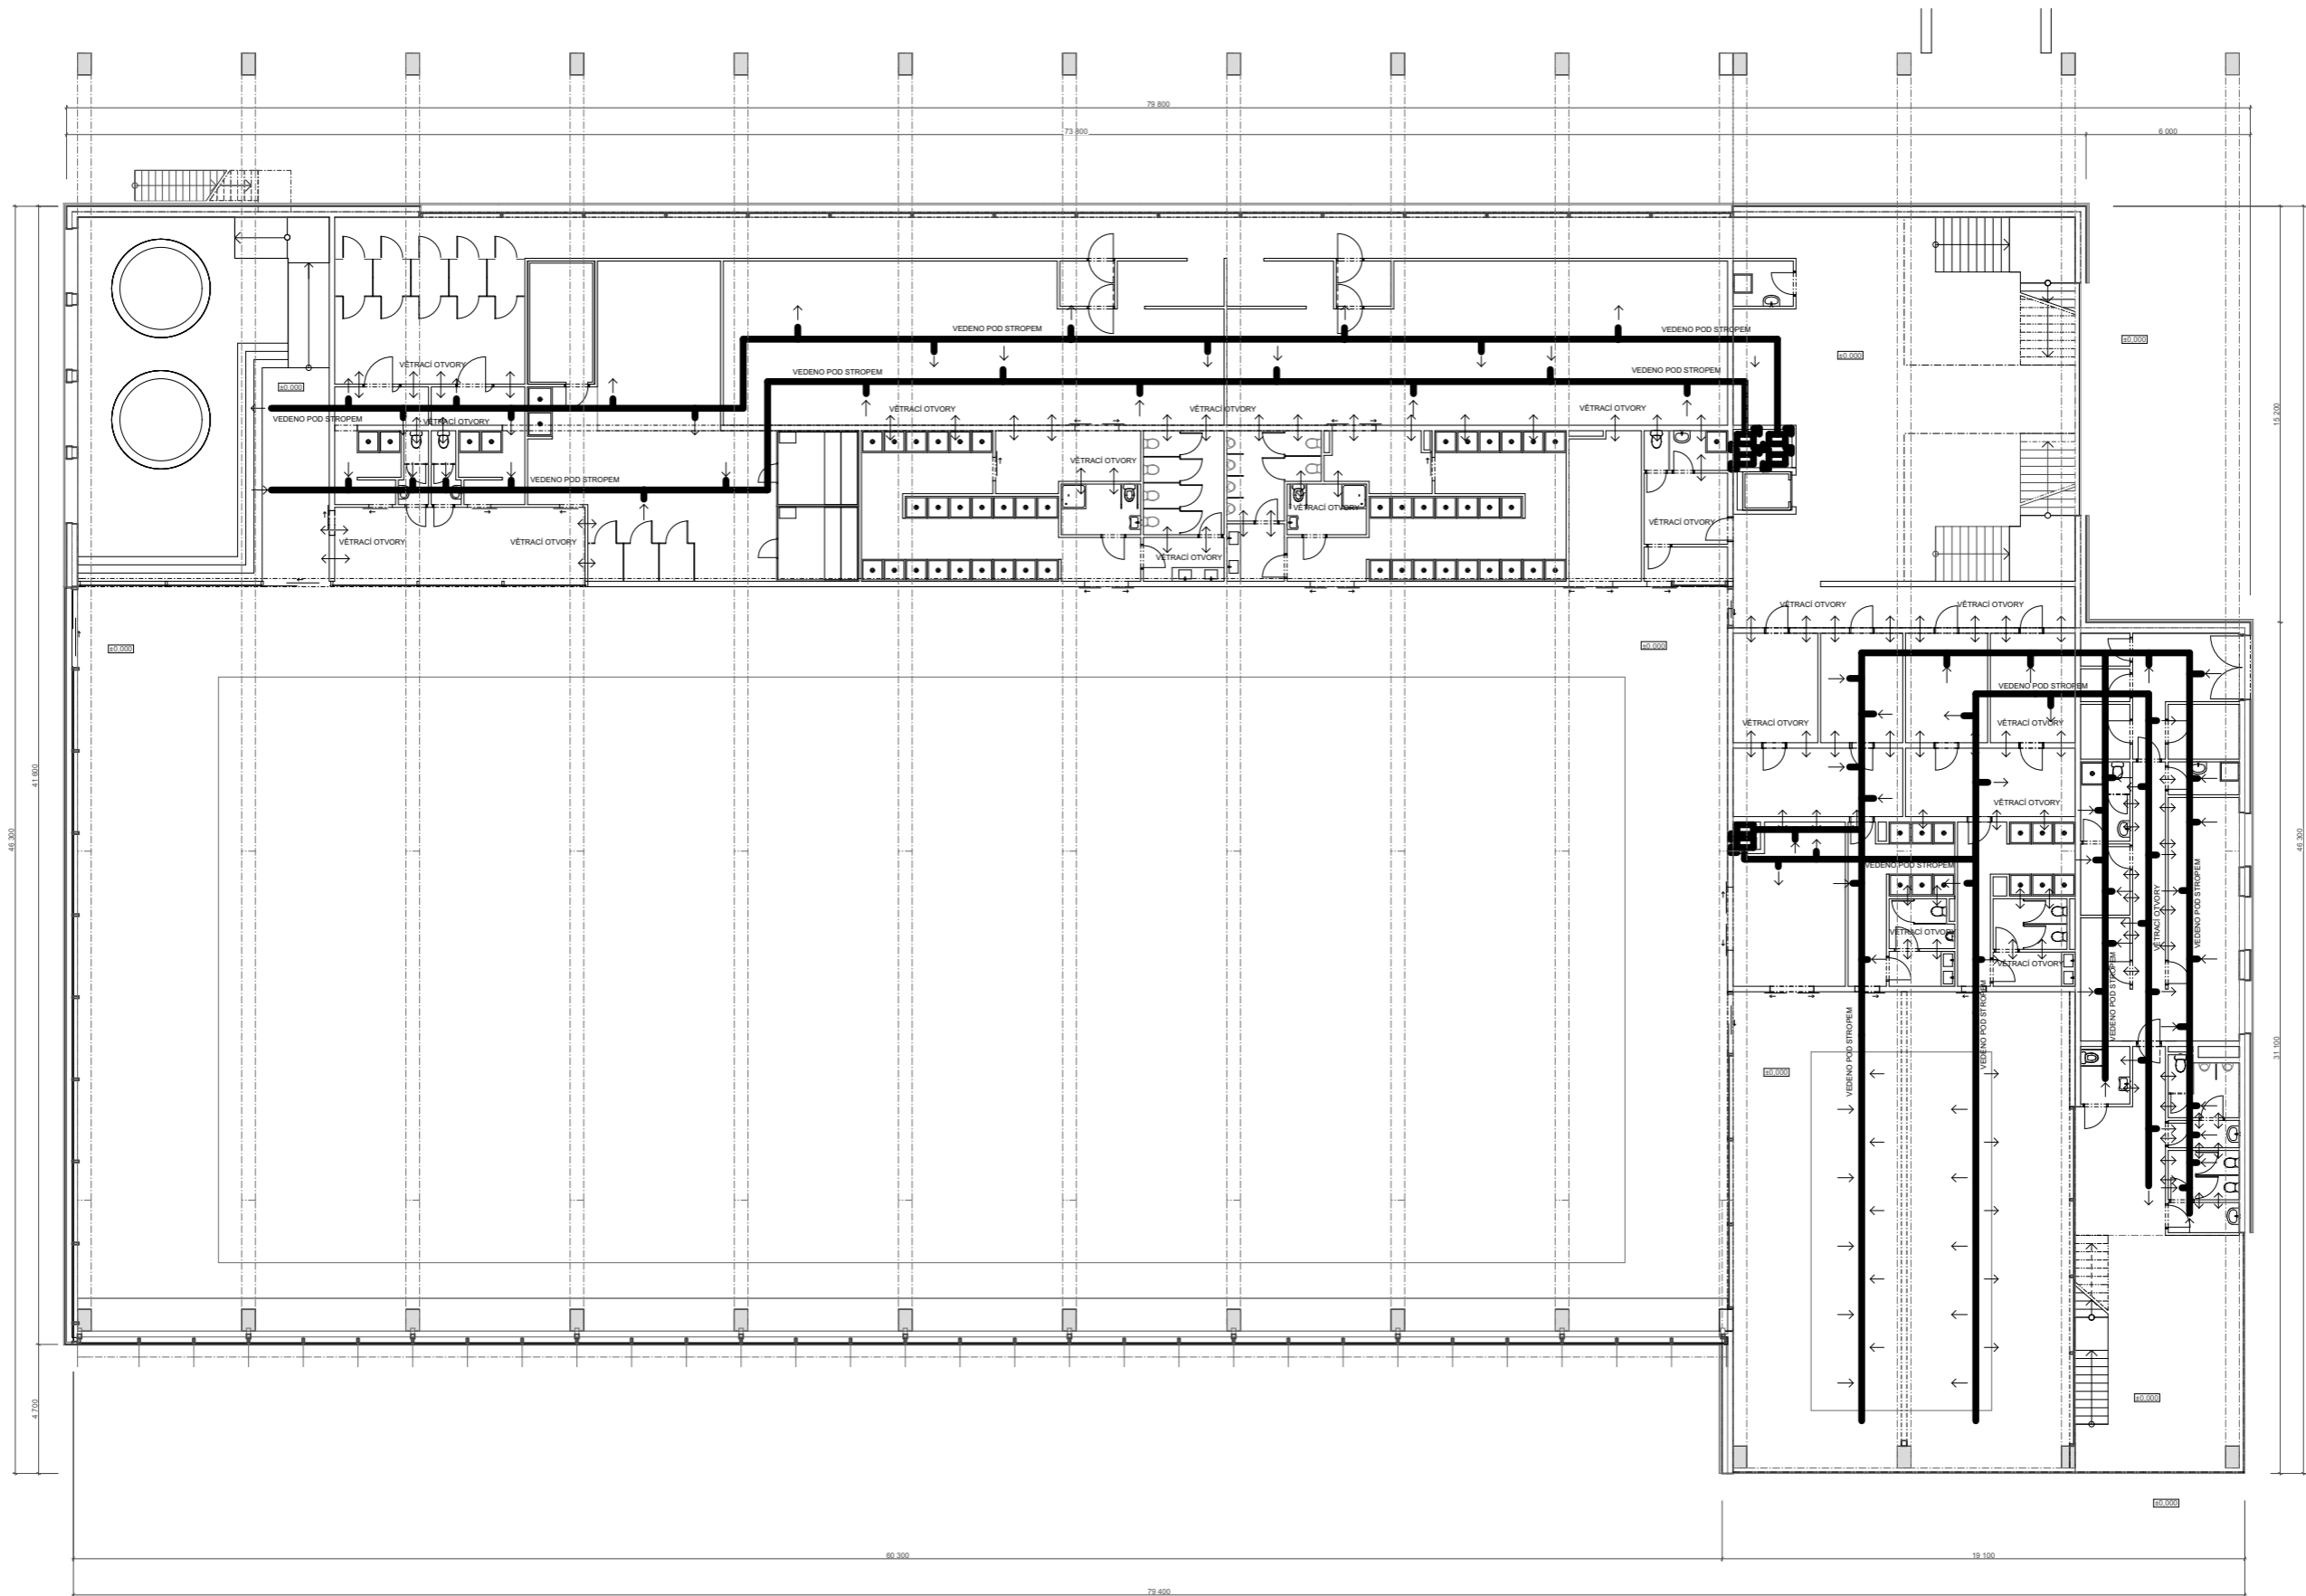 79 800
73 800
6 000
VEDENO POD STROPEM
VEDENO POD STROPEM
±0,000
±0,000
VĚTRACÍ OTVORY
VEDENO POD STROPEM
VEDENO POD STROPEM
±0,000
VEDENO POD STROPEM
VĚTRACÍ OTVORY
VĚTRACÍ OTVORY
VĚTRACÍ OTVORY
VĚTRACÍ OTVORY
15 200
VĚTRACÍ OTVORY
VEDENO POD STROPEM
VĚTRACÍ OTVORY
VĚTRACÍ OTVORY
VĚTRACÍ OTVORY
VĚTRACÍ OTVORY
VĚTRACÍ OTVORY
VĚTRACÍ OTVORY
VĚTRACÍ OTVORY
VĚTRACÍ OTVORY
±0,000
±0,000
VEDENO POD STROPEM
VĚTRACÍ OTVORY
VĚTRACÍ OTVORY
41 600
46 300
VĚTRACÍ OTVORY
46 300
VEDENO POD STROPEM
VEDENO POD STROPEM
VĚTRACÍ OTVORY
VĚTRACÍ OTVORY
VĚTRACÍ OTVORY
VEDENO POD STROPEM
VEDENO POD STROPEM
VEDENO POD STROPEM
31 100
±0,000
±0,000
4 700
±0,000
60 300
19 100
79 400